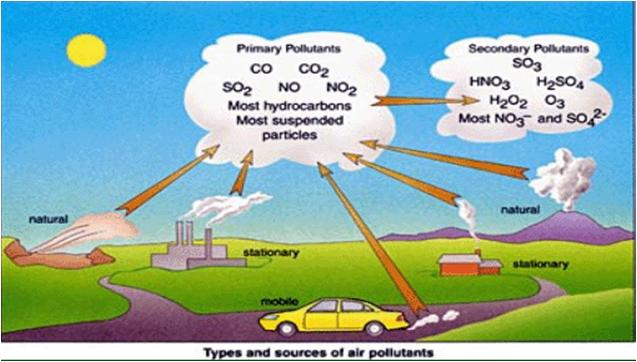 Primary Pollutants
CO CO₂
SO₂ NO NO₂
Most hydrocarbons
Most suspended
particles
Secondary Pollutants
SO₃
HNO₃ H₂SO₄
H₂O₂ O₃
Most NO₃⁻ and SO₄²⁻
natural
stationary
mobile
natural
stationary
Types and sources of air pollutants